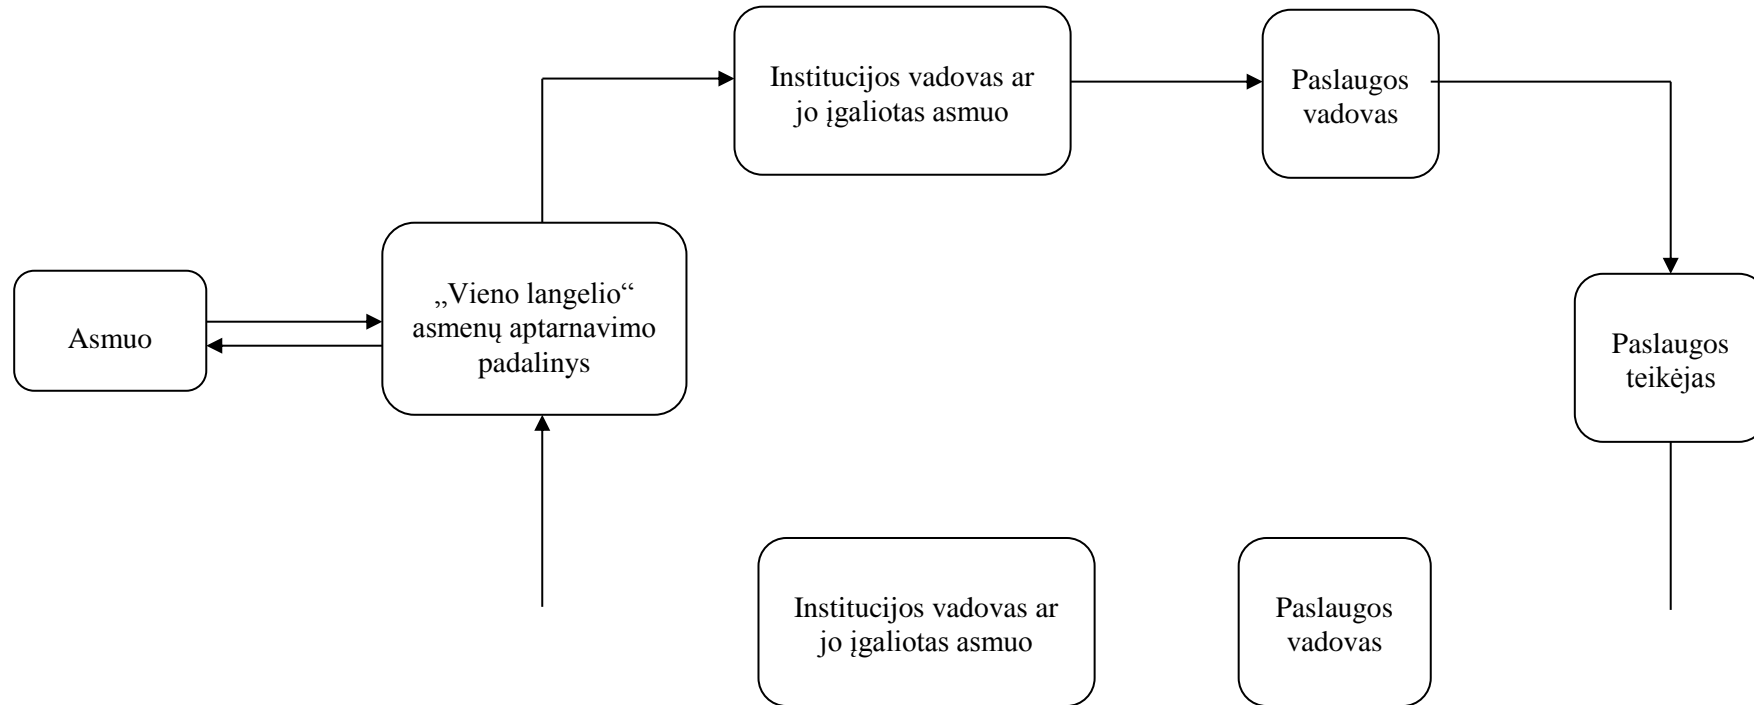 Institucijos vadovas ar
jo įgaliotas asmuo
Paslaugos
vadovas
„Vieno langelio“
asmenų aptarnavimo
padalinys
Asmuo
Paslaugos
teikėjas
Institucijos vadovas ar
jo įgaliotas asmuo
Paslaugos
vadovas